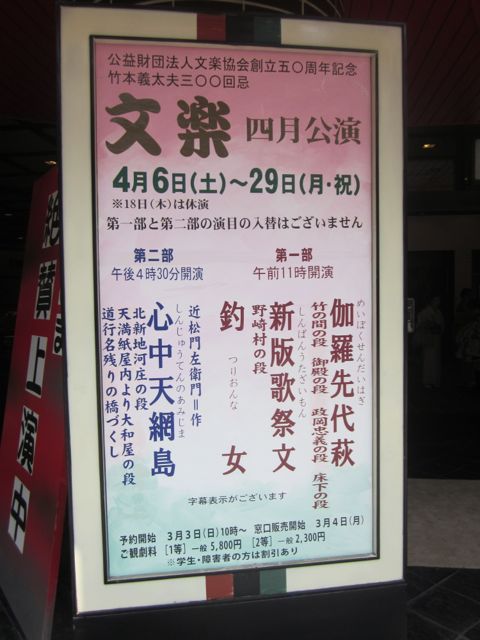 公益財団法人文楽協会創立五〇周年記念
竹本義太夫三〇〇回忌
文楽 四月公演
4月6日(土)～29日(月・祝)
※18日(木)は休演
第一部と第二部の演目の入替はございません
第一部
午前11時開演
めいぼくせんだいはぎ
伽羅先代萩
竹の間の段 御殿の段 政岡忠義の段 床下の段
しんぱんうたざいもん
新版歌祭文
野崎村の段
つりおんな
釣女
第二部
午後4時30分開演
近松門左衛門＝作
しんじゅうてんのあみじま
心中天網島
北新地河庄の段
天満紙屋内より大和屋の段
道行名残りの橋づくし
字幕表示がございます
予約開始 3月3日(日)10時～ 窓口販売開始 3月4日(月)
ご観劇料 [1等] 一般 5,800円 [2等] 一般 2,300円
※学生・障害者の方は割引あり
絶賛上演中